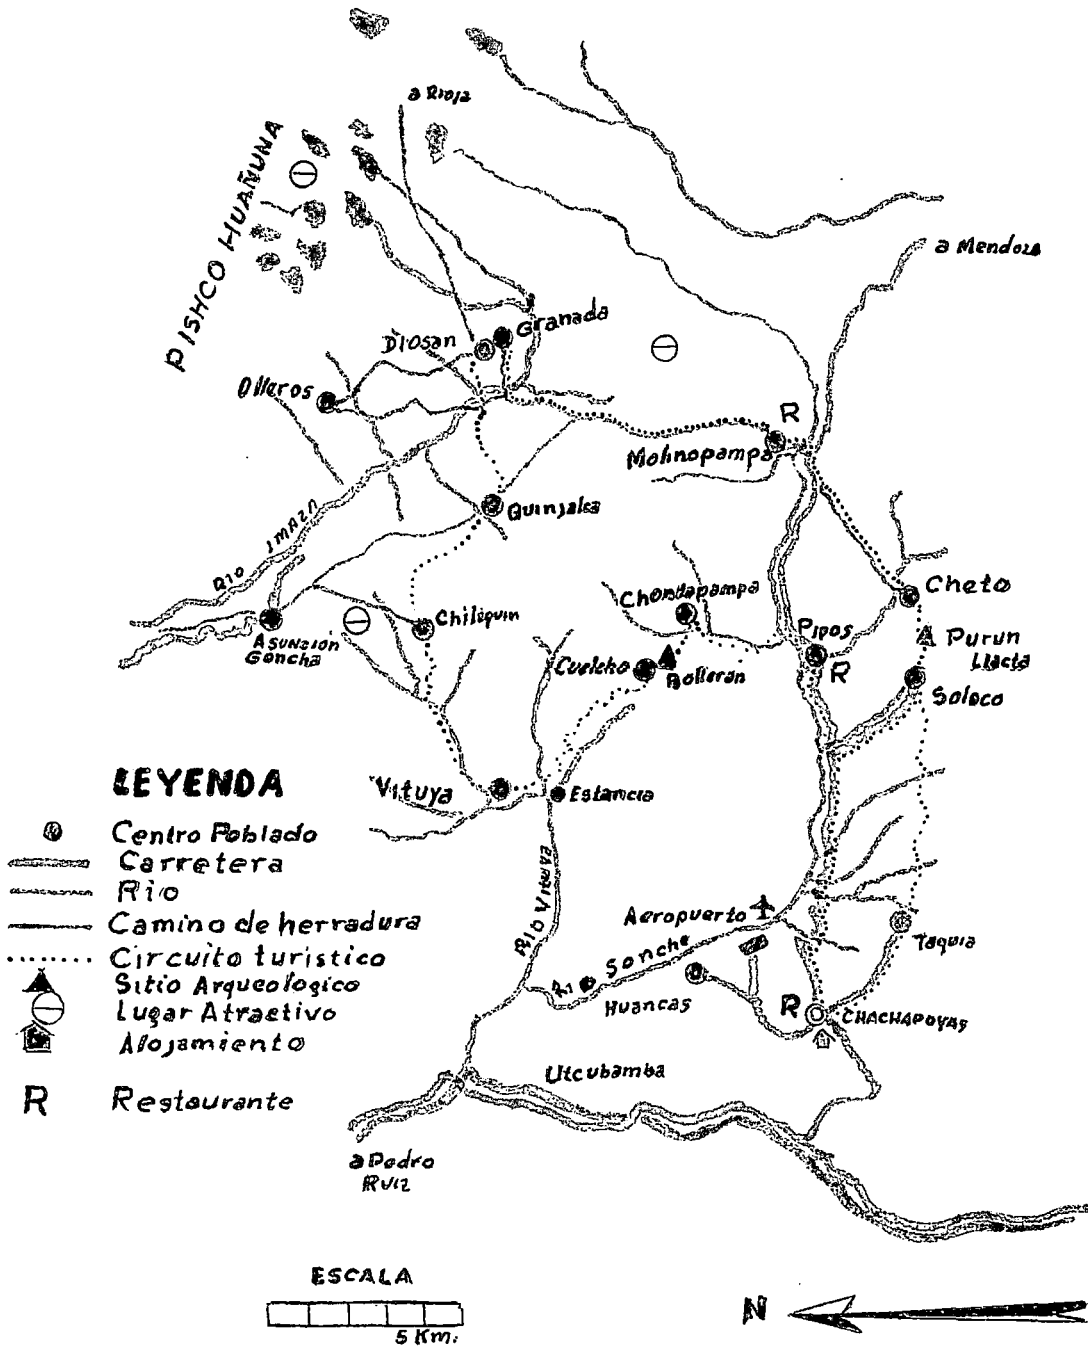 a Rioja
PISHCO HUAÑUNA
a Mendoza
Granada
Diosan
Olleros
R
Molinopampa
Quinjalca
RIO IMAZA
Cheto
Chontapampa
Chiliquin
ASUNZIÓN
Goncha
Pipos
PURUN
Llacta
Cuelcho
Bolleran
R
Soloco
LEYENDA
Vituya
Estancia
Centro Poblado
Carretera
Rio
Camino de herradura
Circuito turistico
Sitio Arqueologico
Lugar Atractivo
Alojamiento
R
Restaurante
RIO VITUYA
Aeropuerto
Taquia
Sonche
Huancas
R
CHACHAPOYAS
Utcubamba
a Pedro
Ruiz
ESCALA
5 Km.
N